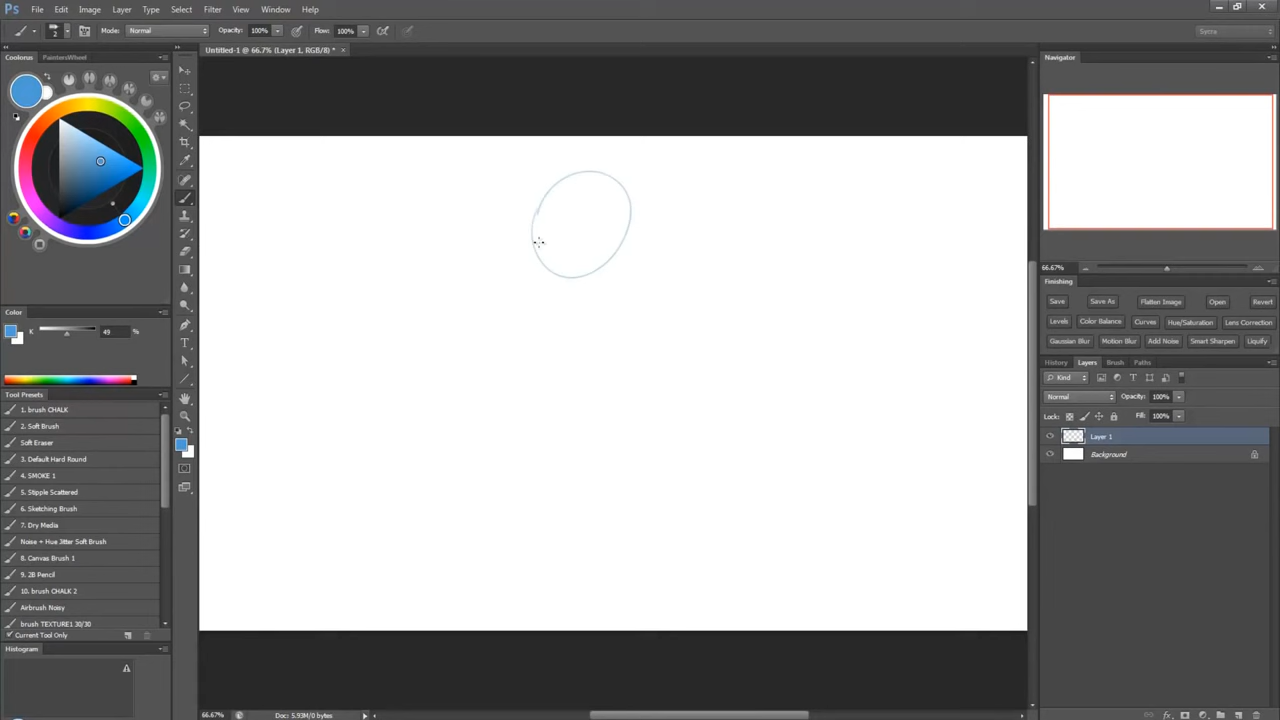 Ps File Edit Image Layer Type Select Filter View Window Help
2 Mode: Normal Opacity: 100% Flow: 100% Syera
Untitled-1 @ 66.7% (Layer 1, RGB/8) * ×
Coolorus PaintersWheel
Color
K 49 %
Tool Presets
1. brush CHALK
2. Soft Brush
Soft Eraser
3. Default Hard Round
4. SMOKE 1
5. Stipple Scattered
6. Sketching Brush
7. Dry Media
Noise + Hue Jitter Soft Brush
8. Canvas Brush 1
9. 2B Pencil
10. brush CHALK 2
Airbrush Noisy
brush TEXTURE1 30/30
Current Tool Only
Histogram
66.67% Doc: 5.93M/0 bytes
Navigator
66.67%
Finishing
Save Save As Flatten Image Open Revert
Levels Color Balance Curves Hue/Saturation Lens Correction
Gaussian Blur Motion Blur Add Noise Smart Sharpen Liquify
History Layers Brush Paths
Kind
Normal Opacity: 100%
Lock: Fill: 100%
Layer 1
Background